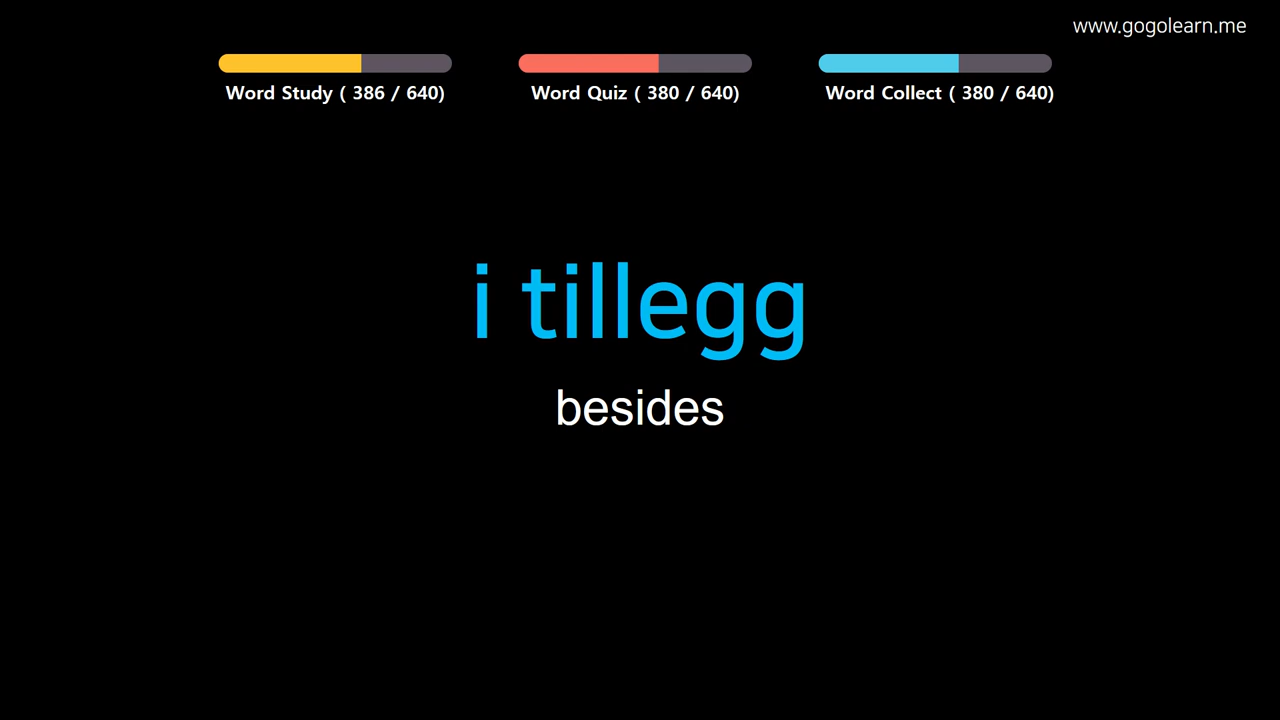 www.gogolearn.me
Word Study ( 386 / 640)
Word Quiz ( 380 / 640)
Word Collect ( 380 / 640)
i tillegg
besides